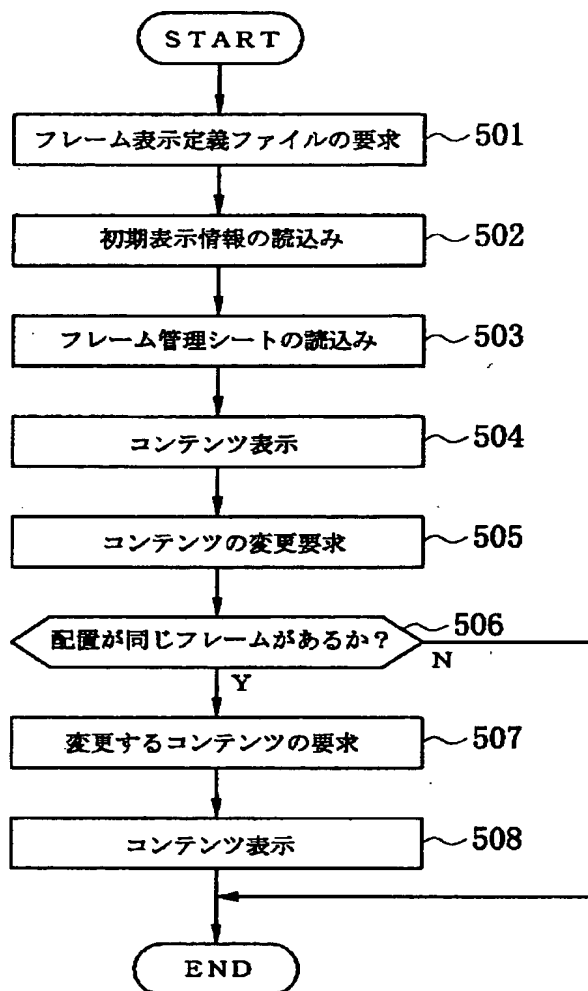 START
フレーム表示定義ファイルの要求 501
初期表示情報の読込み 502
フレーム管理シートの読込み 503
コンテンツ表示 504
コンテンツの変更要求 505
配置が同じフレームがあるか? 506
N
Y
変更するコンテンツの要求 507
コンテンツ表示 508
END